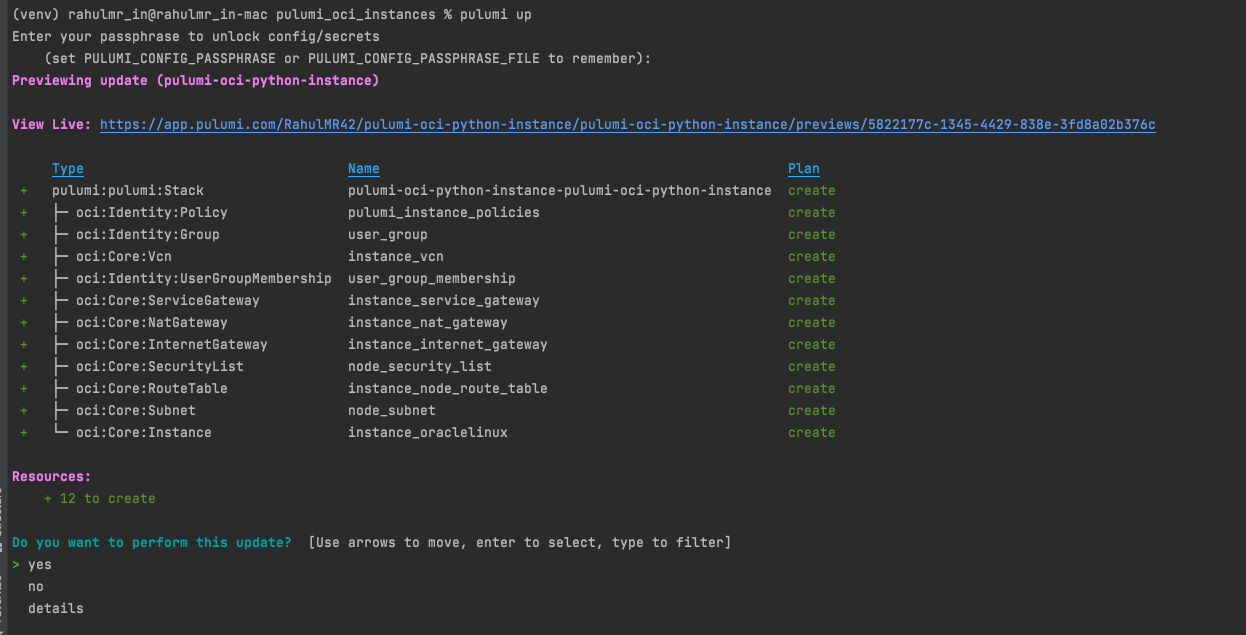 (venv) rahulmr_in@rahulmr_in-mac pulumi_oci_instances % pulumi up
Enter your passphrase to unlock config/secrets
    (set PULUMI_CONFIG_PASSPHRASE or PULUMI_CONFIG_PASSPHRASE_FILE to remember):
Previewing update (pulumi-oci-python-instance)
View Live: https://app.pulumi.com/RahulMR42/pulumi-oci-python-instance/pulumi-oci-python-instance/previews/5822177c-1345-4429-838e-3fd8a02b376c
     Type                               Name                                                   Plan
 +   pulumi:pulumi:Stack                pulumi-oci-python-instance-pulumi-oci-python-instance  create
 +   ├─ oci:Identity:Policy             pulumi_instance_policies                               create
 +   ├─ oci:Identity:Group              user_group                                             create
 +   ├─ oci:Core:Vcn                    instance_vcn                                           create
 +   ├─ oci:Identity:UserGroupMembership  user_group_membership                                create
 +   ├─ oci:Core:ServiceGateway         instance_service_gateway                               create
 +   ├─ oci:Core:NatGateway             instance_nat_gateway                                   create
 +   ├─ oci:Core:InternetGateway        instance_internet_gateway                              create
 +   ├─ oci:Core:SecurityList           node_security_list                                     create
 +   ├─ oci:Core:RouteTable             instance_node_route_table                              create
 +   ├─ oci:Core:Subnet                 node_subnet                                            create
 +   └─ oci:Core:Instance               instance_oraclelinux                                   create
Resources:
    + 12 to create
Do you want to perform this update?  [Use arrows to move, enter to select, type to filter]
> yes
  no
  details